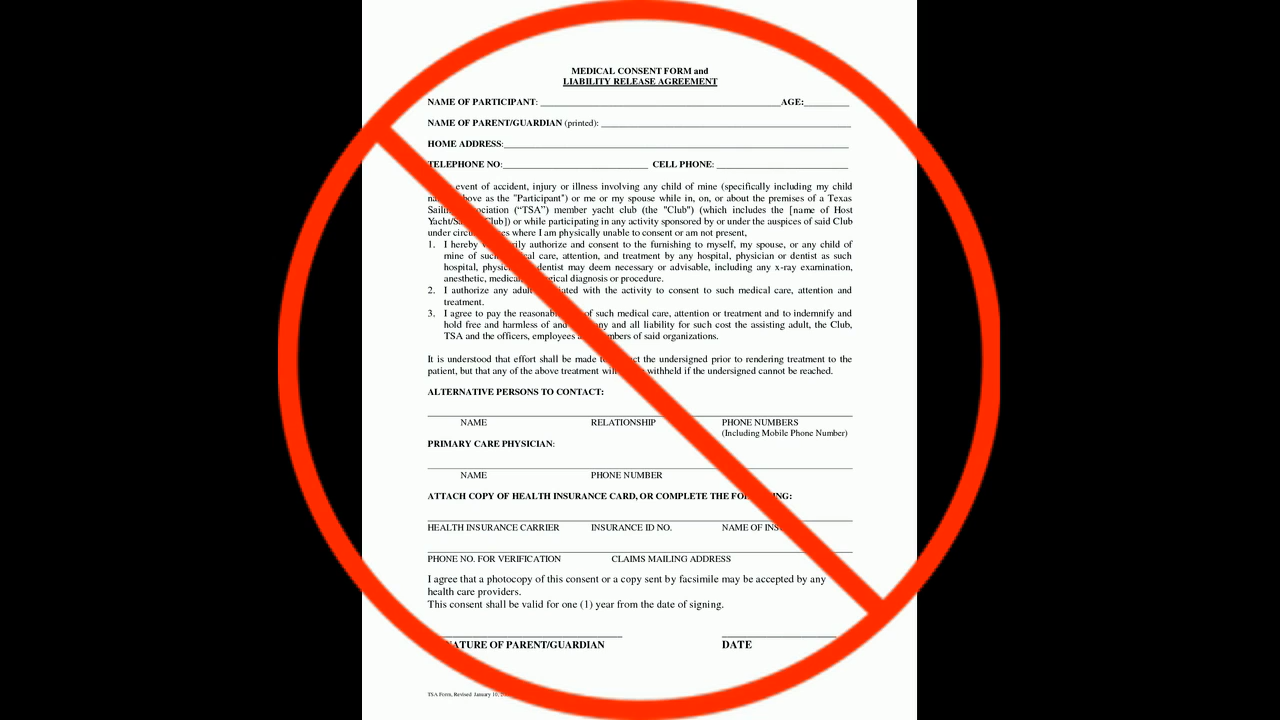 MEDICAL CONSENT FORM and
LIABILITY RELEASE AGREEMENT
NAME OF PARTICIPANT: AGE:
NAME OF PARENT/GUARDIAN (printed):
HOME ADDRESS:
TELEPHONE NO: CELL PHONE:
event of accident, injury or illness involving any child of mine (specifically including my child
above as the "Participant") or me or my spouse while in, on, or about the premises of a Texas
("TSA") member yacht club (the "Club") (which includes the [name of Host
Club]) or while participating in any activity sponsored by or under the auspices of said Club
under where I am physically unable to consent or am not present,
1. I hereby authorize and consent to the furnishing to myself, my spouse, or any child of
mine of such care, attention, and treatment by any hospital, physician or dentist as such
hospital, dentist may deem necessary or advisable, including any x-ray examination,
anesthetic, diagnosis or procedure.
2. I authorize any adult with the activity to consent to such medical care, attention and
treatment.
3. I agree to pay the of such medical care, attention or treatment and to indemnify and
hold free and harmless of and any and all liability for such cost the assisting adult, the Club,
TSA and the officers, employees members of said organizations.
It is understood that effort shall be made the undersigned prior to rendering treatment to the
patient, but that any of the above treatment withheld if the undersigned cannot be reached.
ALTERNATIVE PERSONS TO CONTACT:
NAME RELATIONSHIP PHONE NUMBERS
(Including Mobile Phone Number)
PRIMARY CARE PHYSICIAN:
NAME PHONE NUMBER
ATTACH COPY OF HEALTH INSURANCE CARD, OR COMPLETE THE FOLLOWING:
HEALTH INSURANCE CARRIER INSURANCE ID NO. NAME OF
PHONE NO. FOR VERIFICATION CLAIMS MAILING ADDRESS
I agree that a photocopy of this consent or a copy sent by facsimile may be accepted by any
health care providers.
This consent shall be valid for one (1) year from the date of signing.
SIGNATURE OF PARENT/GUARDIAN DATE
TSA Form, Revised January 10,